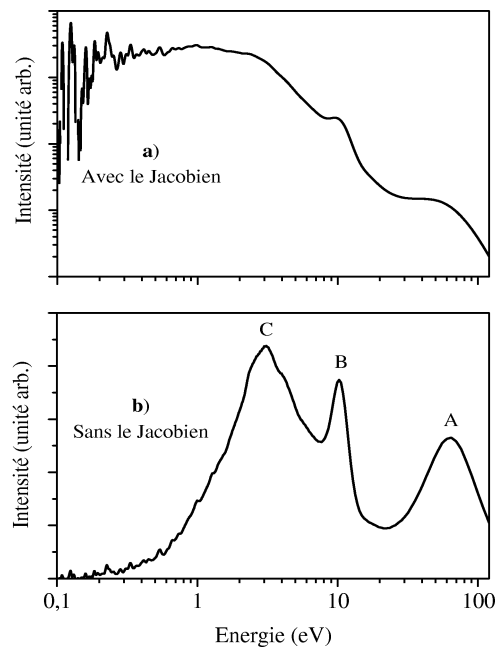 Intensité (unité arb.)
a)
Avec le Jacobien
Intensité (unité arb.)
C
B
A
b)
Sans le Jacobien
0,1 1 10 100
Energie (eV)